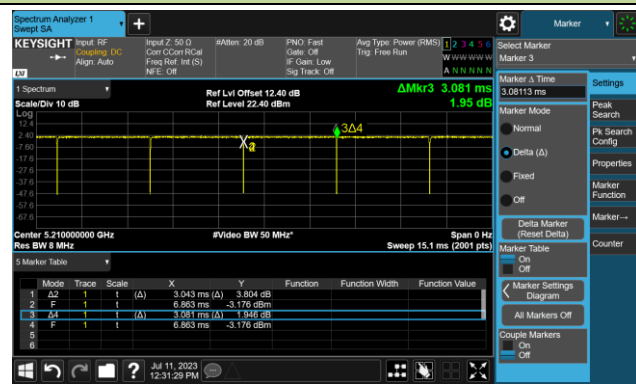 Spectrum Analyzer 1
Swept SA
Marker
KEYSIGHT
Input: RF
Coupling: DC
Align: Auto
Input Z: 50 Ω
Corr CCorr RCal
Freq Ref: Int (S)
NFE: Off
#Atten: 20 dB
PNO: Fast
Gate: Off
IF Gain: Low
Sig Track: Off
Avg Type: Power (RMS)
Trig: Free Run
1 2 3 4 5 6
W W W W W W
A N N N N N
LXI
1 Spectrum
Scale/Div 10 dB
Log
Ref Lvl Offset 12.40 dB
Ref Level 22.40 dBm
ΔMkr3 3.081 ms
1.95 dB
12.4
2.40
-7.60
-17.6
-27.6
-37.6
-47.6
-57.6
-67.6
3Δ4
Center 5.210000000 GHz
Res BW 8 MHz
#Video BW 50 MHz*
Span 0 Hz
Sweep 15.1 ms (2001 pts)
5 Marker Table
Mode Trace Scale X Y Function Function Width Function Value
1 Δ2 1 t (Δ) 3.043 ms (Δ) 3.804 dB
2 F 1 t 6.863 ms -3.176 dBm
3 Δ4 1 t (Δ) 3.081 ms (Δ) 1.946 dB
4 F 1 t 6.863 ms -3.176 dBm
5
6
Jul 11, 2023
12:31:29 PM
Select Marker
Marker 3
Marker Δ Time
3.08113 ms
Marker Mode
Normal
Delta (Δ)
Fixed
Off
Delta Marker
(Reset Delta)
Marker Table
On
Off
Marker Settings
Diagram
All Markers Off
Couple Markers
On
Off
Settings
Peak
Search
Pk Search
Config
Properties
Marker
Function
Marker→
Counter